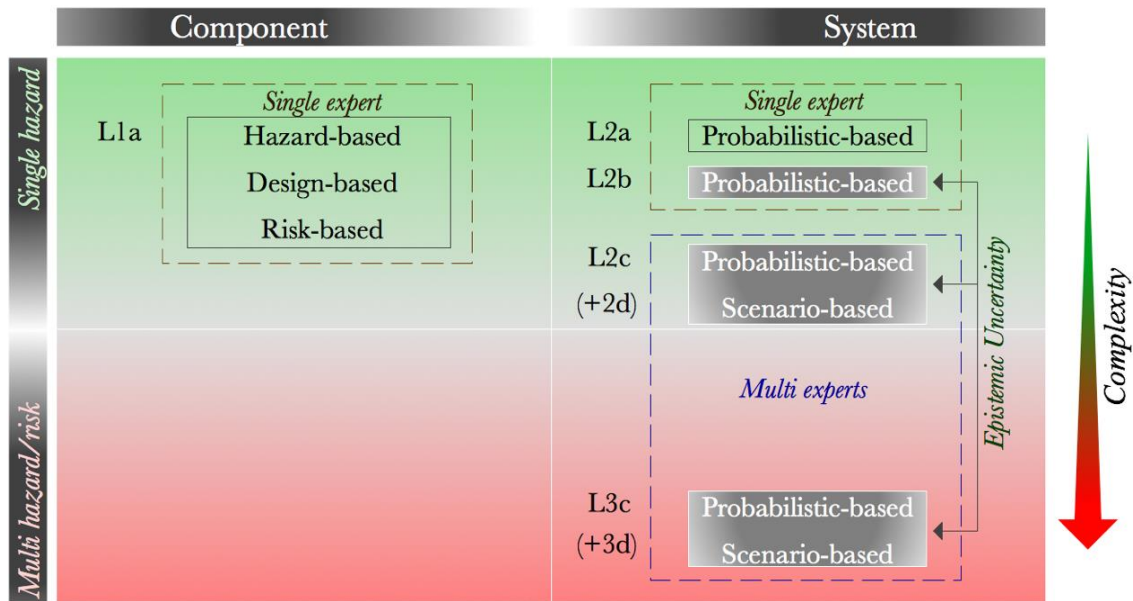 Component
System
Single hazard
Multi hazard/risk
L1a
Single expert
Hazard-based
Design-based
Risk-based
Single expert
L2a
Probabilistic-based
L2b
Probabilistic-based
L2c
(+2d)
Probabilistic-based
Scenario-based
Multi experts
L3c
(+3d)
Probabilistic-based
Scenario-based
Epistemic Uncertainty
Complexity